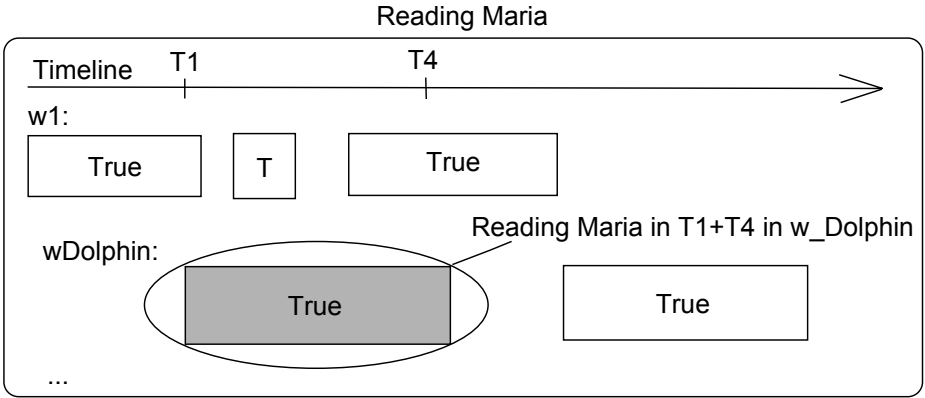 Reading Maria
Timeline T1 T4
w1:
True T True
Reading Maria in T1+T4 in w_Dolphin
wDolphin:
True True
...